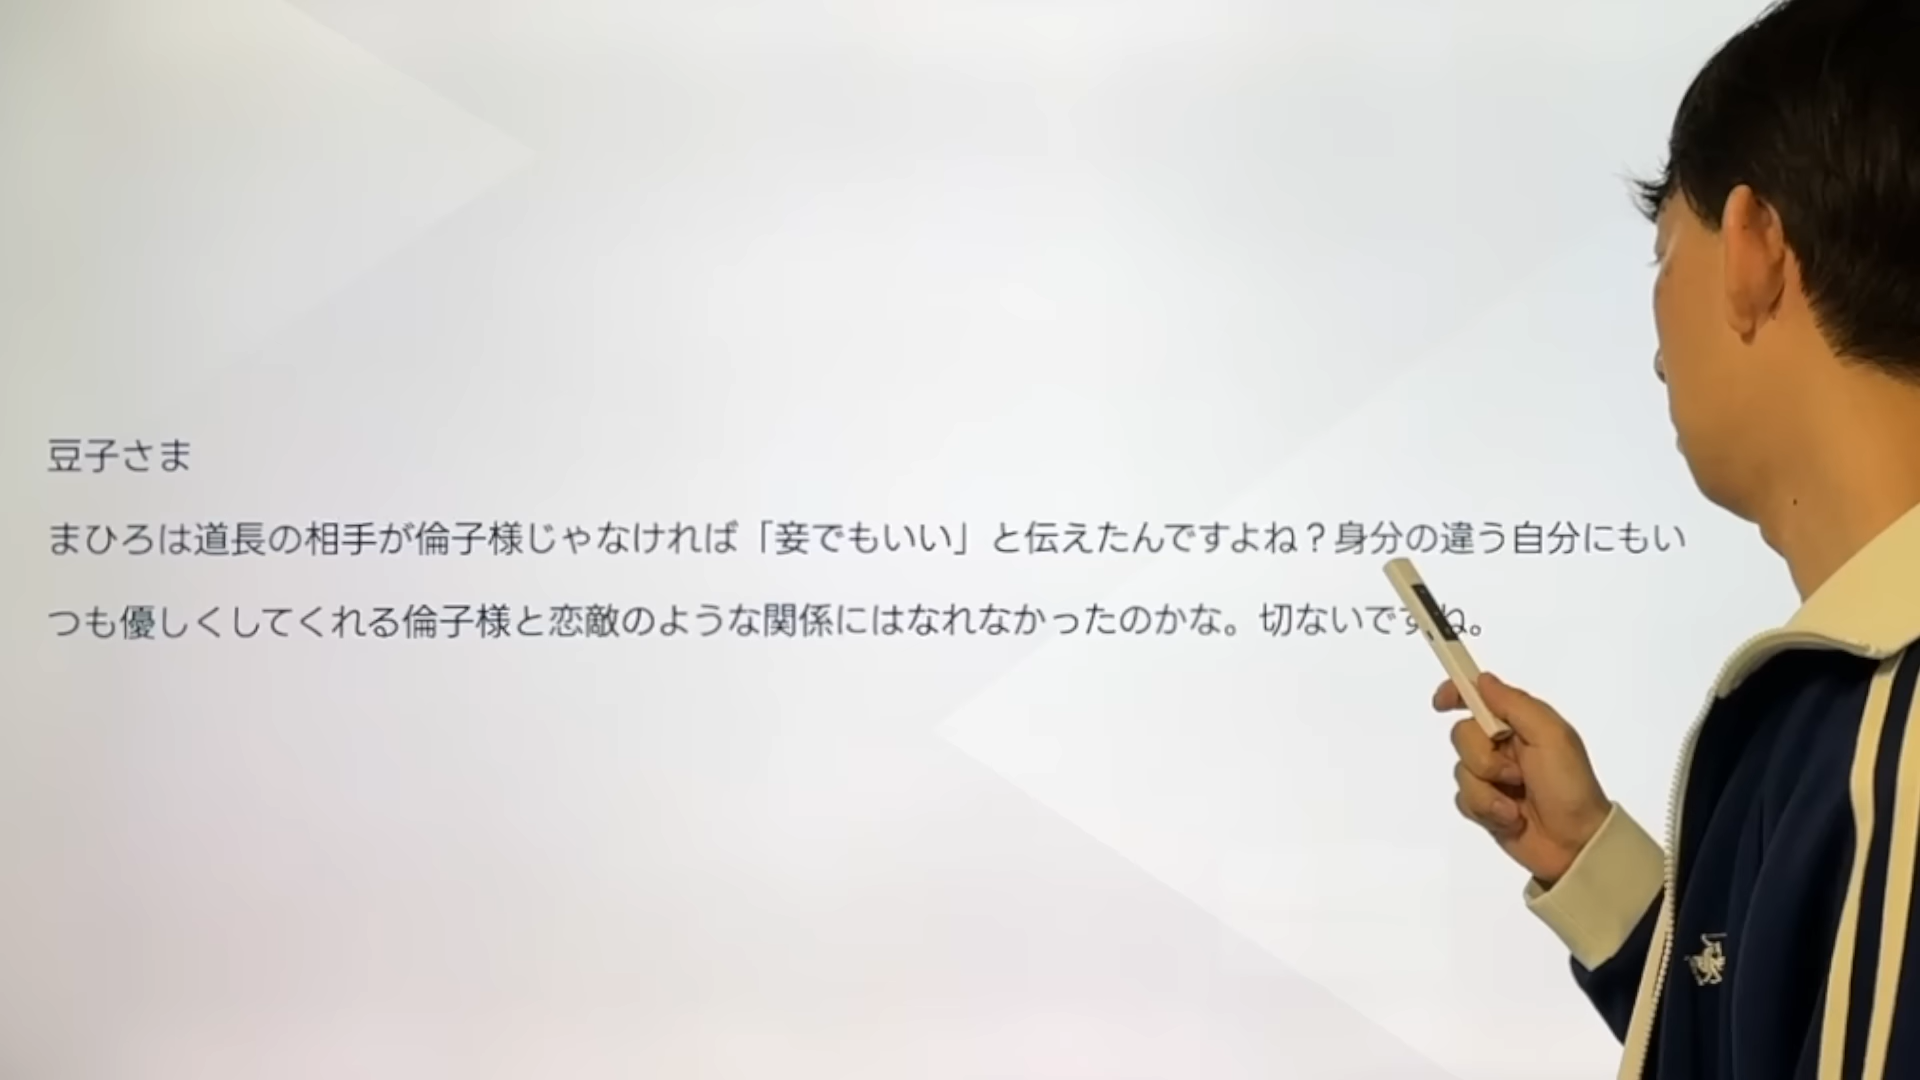 豆子さま
まひろは道長の相手が倫子様じゃなければ「妾でもいい」と伝えたんですよね？身分の違う自分にもい
つも優しくしてくれる倫子様と恋敵のような関係にはなれなかったのかな。切ないですね。